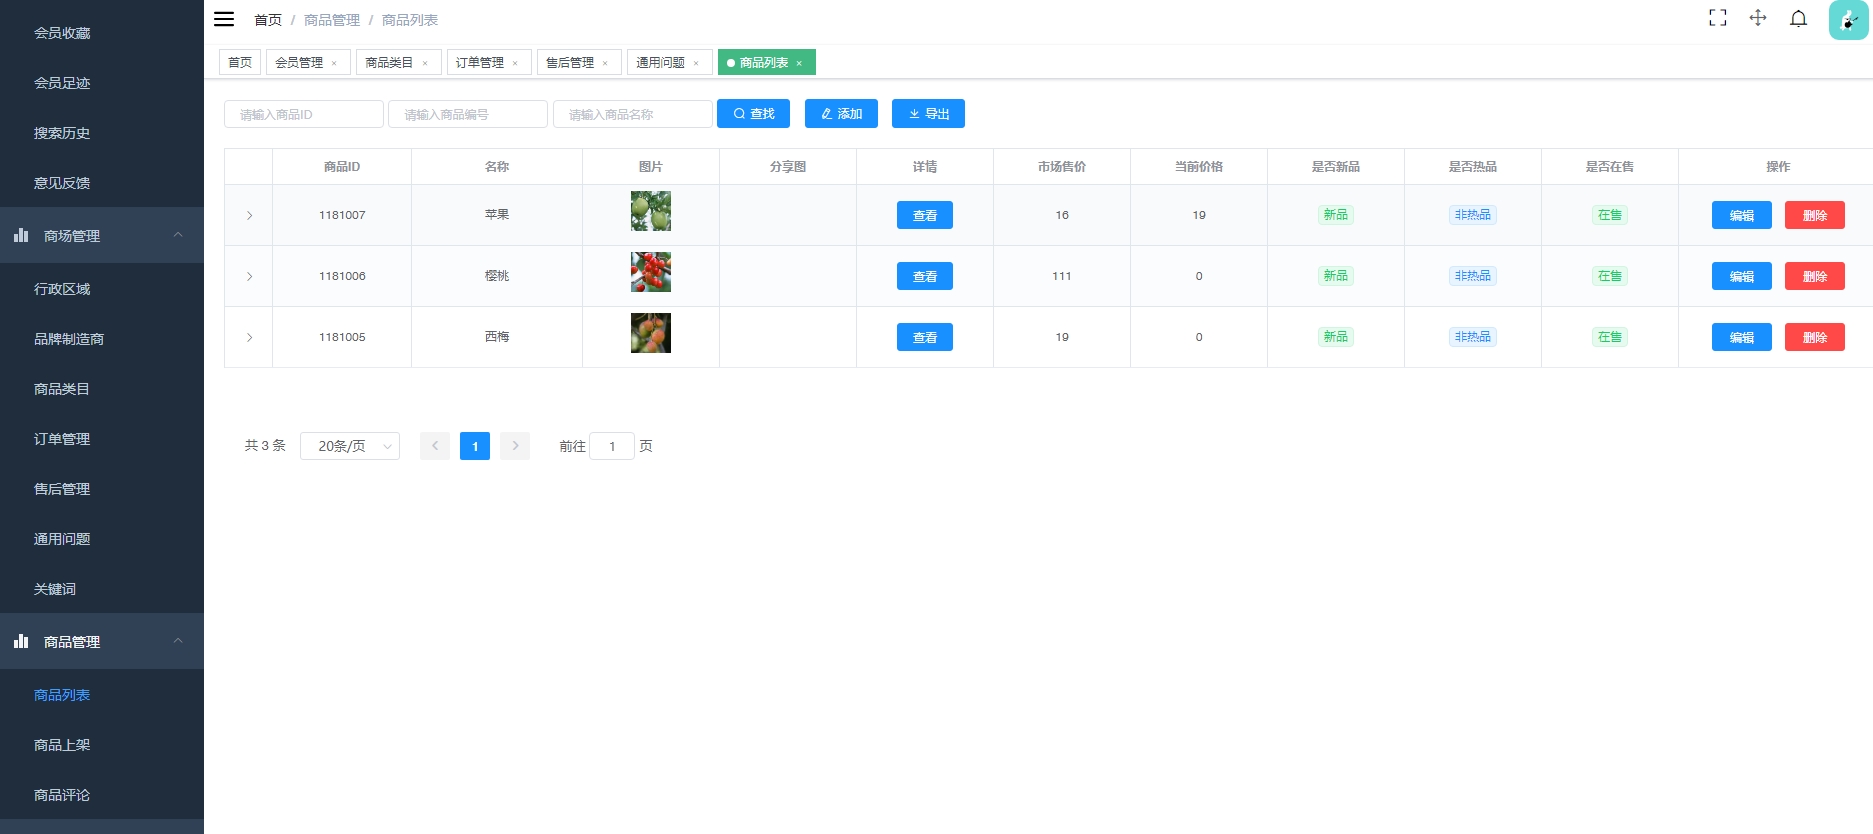 会员收藏
会员足迹
搜索历史
意见反馈
商场管理
行政区域
品牌制造商
商品类目
订单管理
售后管理
通用问题
关键词
商品管理
商品列表
商品上架
商品评论
首页 / 商品管理 / 商品列表
首页 会员管理 × 商品类目 × 订单管理 × 售后管理 × 通用问题 × 商品列表 ×
请输入商品ID 请输入商品编号 请输入商品名称 查找 添加 导出
商品ID 名称 图片 分享图 详情 市场售价 当前价格 是否新品 是否热品 是否在售 操作
1181007 苹果 查看 16 19 新品 非热品 在售 编辑 删除
1181006 樱桃 查看 111 0 新品 非热品 在售 编辑 删除
1181005 西梅 查看 19 0 新品 非热品 在售 编辑 删除
共 3 条 20条/页 1 前往 1 页